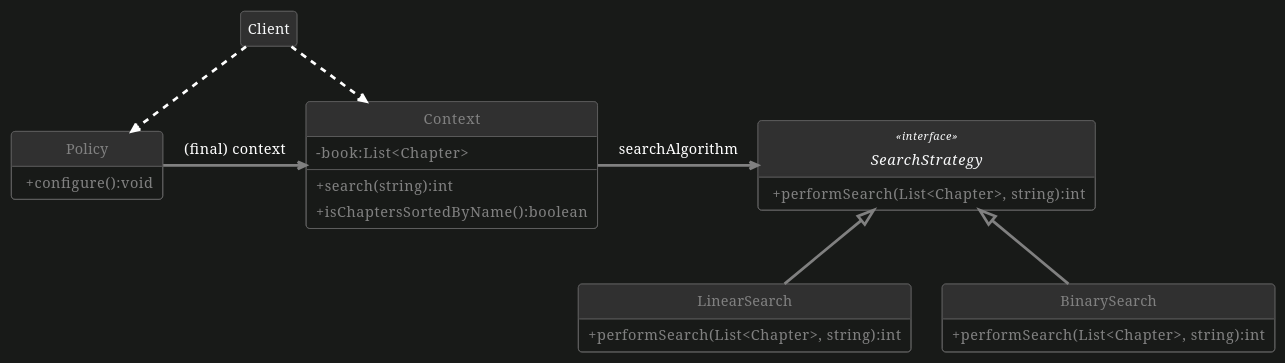 Client
Policy
+configure():void
(final) context
Context
-book:List<Chapter>
+search(string):int
+isChaptersSortedByName():boolean
searchAlgorithm
«interface»
SearchStrategy
+performSearch(List<Chapter>, string):int
LinearSearch
+performSearch(List<Chapter>, string):int
BinarySearch
+performSearch(List<Chapter>, string):int